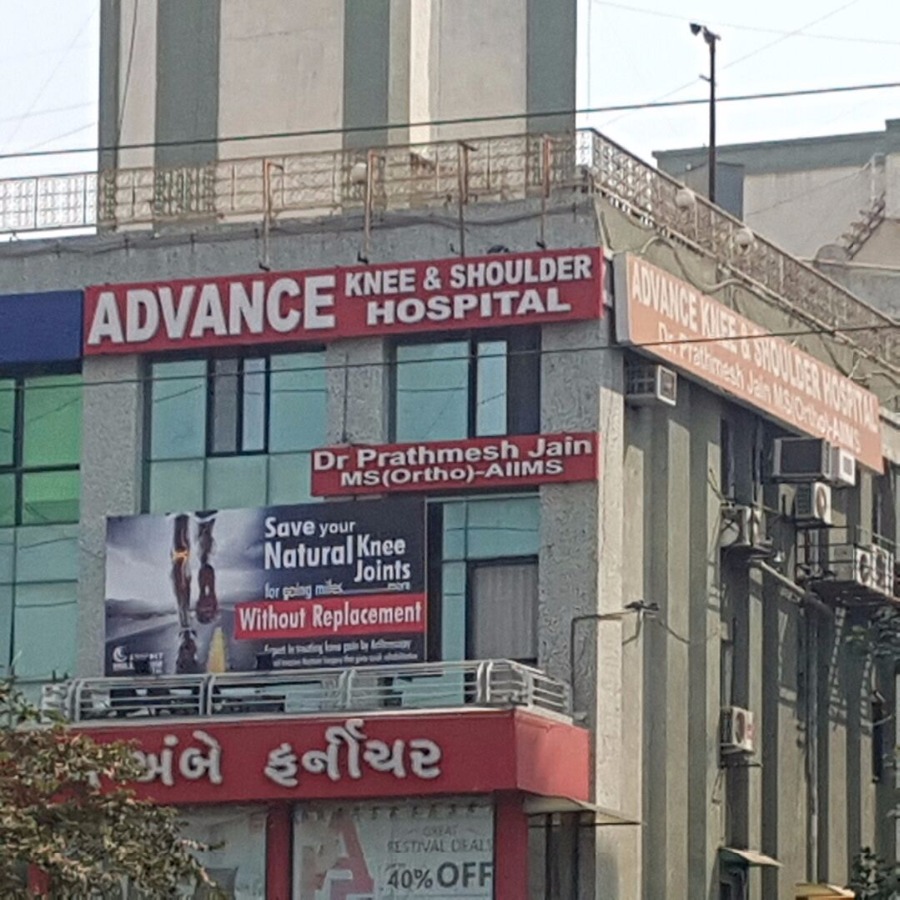 ADVANCE KNEE & SHOULDER
HOSPITAL
ADVANCE KNEE & SHOULDER HOSPITAL
Dr. Prathmesh Jain MS(Ortho)-AIIMS
Dr Prathmesh Jain
MS(Ortho)-AIIMS
Save your
Natural Knee
Joints
for going miles
Without Replacement
અંબે ફર્નીચર
GREAT
FESTIVAL DEALS
40% OFF